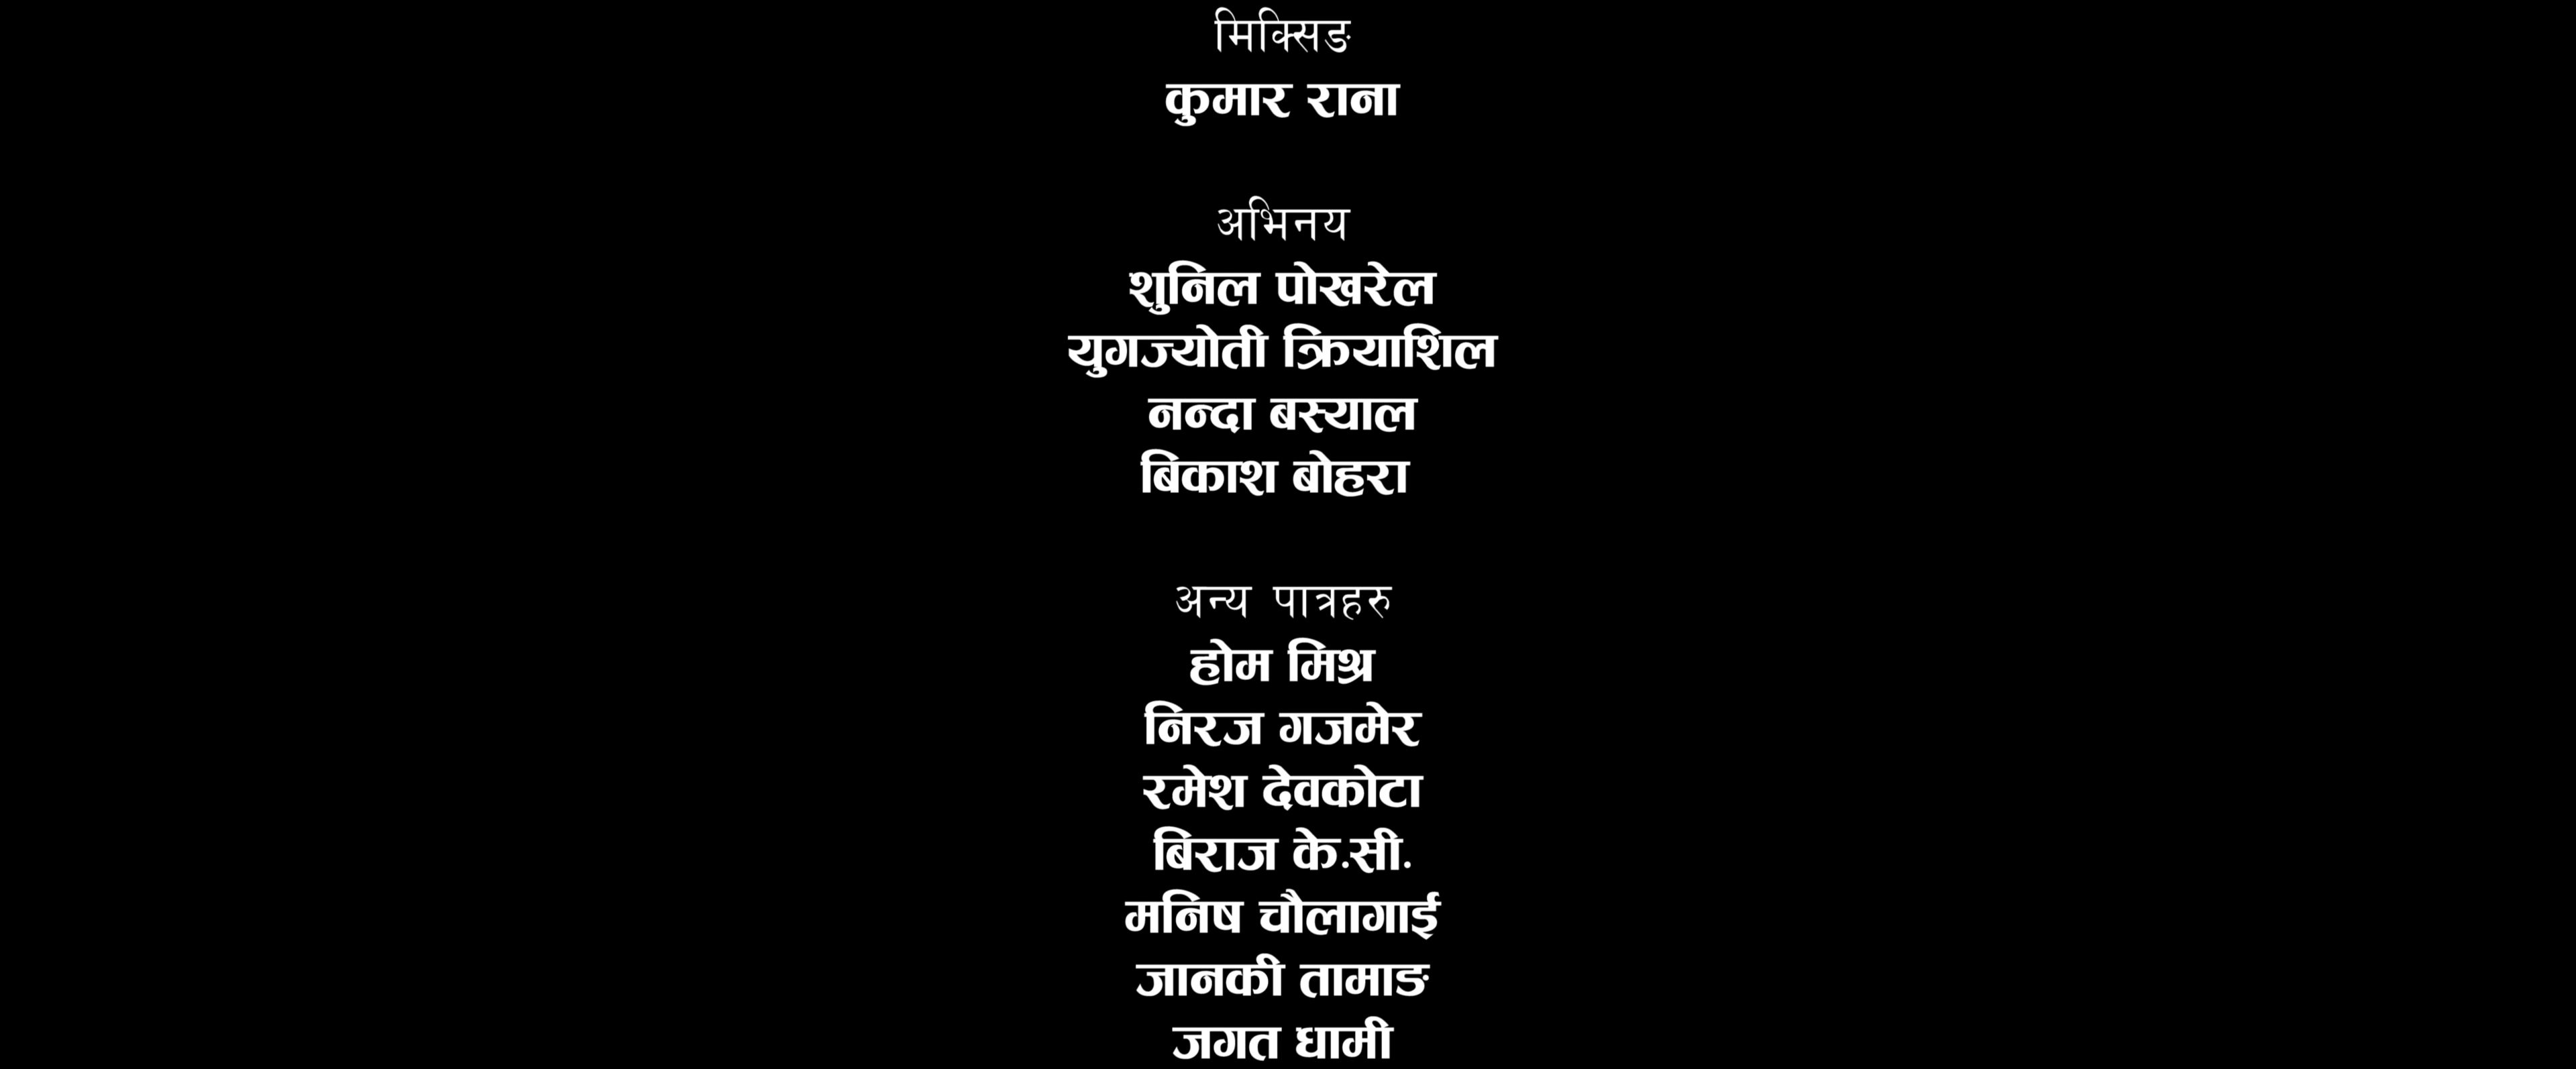 मिक्सिङ
कुमार राना
अभिनय
शुनिल पोखरेल
युगज्योती क्रियाशिल
नन्दा बस्याल
बिकाश बोहरा
अन्य पात्रहरु
होम मिश्र
निरज गजमेर
रमेश देवकोटा
बिराज के.सी.
मनिष चौलागाई
जानकी तामाङ
जगत धामी